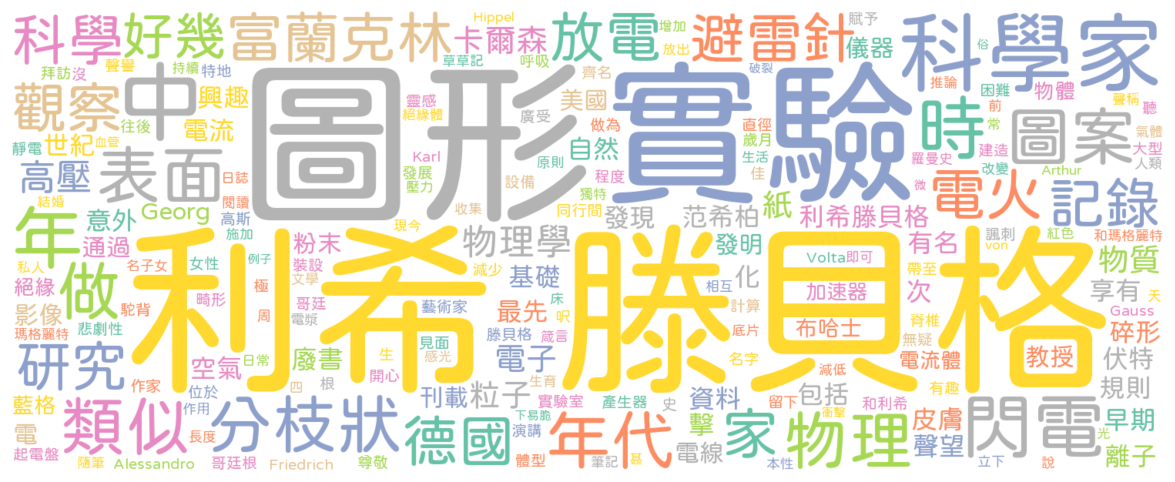 科學
好幾
富蘭克林
Hippel
卡爾森
草草記
呼吸
放電
增加
放出
避雷針
破裂
賦予
儀器
俗
推論
科學家
拜訪
沒
聲譽
持續
特地
觀察
往後
興趣
中
圖形
靈感
絕緣體
廣受
齊名
美國
做為
實驗
直徑
歲月
時
困難
前
物體
聲稱
聽
常
圖案
氣體
大型
人類
靜電
世紀
血管
電流
Karl
發展
壓力
原則
自然
程度
生活
佳
羅曼史
建造
改變
Arthur
高壓
表面
日誌
閱讀
設備
獨特
微
電火
記錄
結婚
年
意外
Georg
高斯
施加
現今
收集
同行間
發現
范希柏
紙
利希滕貝格
諷刺
紅色
和瑪格麗特
von
通過
做
利希滕貝格
粉末
裝設
例子
物理學
發明
有名
物質
私人
絕緣
名子女
女性
極
文學
減少
基礎
相互
化
Volta即可
帶至
次
享有
天
影像
駝背
畸形
周
哥廷
電漿
藝術家
最先
床
呎
計算
加速器
脊椎
無疑
Gauss
瑪格麗特
悲劇性
滕貝格
箴言
底片
布哈士
碎形
研究
空氣
日常
廢書
見面
感光
電子
名字
減低
電流體
教授
伏特
作家
位於
生
開心
生育
四
根
刊載
粒子
實驗室
產生器
史
資料
留下
和利希
包括
有趣
規則
藍格
電
類似
作用
長度
分枝狀
德國
下易脆
演講
年代
擊
家
衝擊
物理
皮膚
聲望
閃電
早期
光
起電盤
隨筆
Alessandro
哥廷根
Friedrich
尊敬
體型
筆記
甚
電線
本性
立下
說
離子